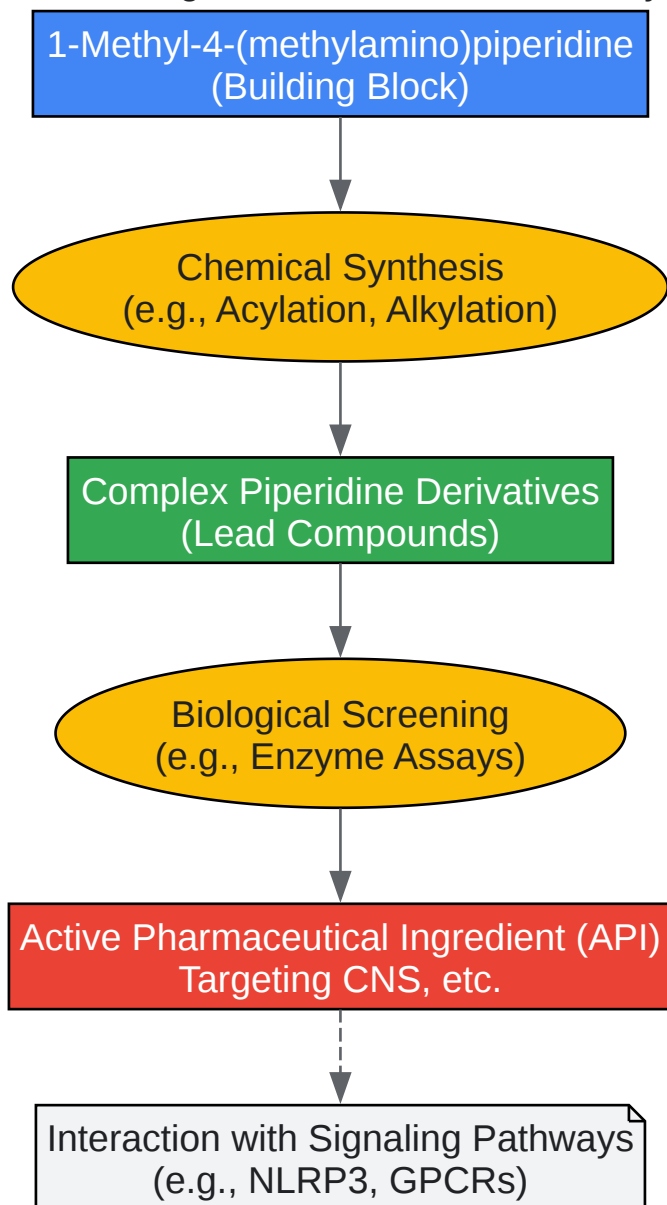 1-Methyl-4-(methylamino)piperidine
(Building Block)
Chemical Synthesis
(e.g., Acylation, Alkylation)
Complex Piperidine Derivatives
(Lead Compounds)
Biological Screening
(e.g., Enzyme Assays)
Active Pharmaceutical Ingredient (API)
Targeting CNS, etc.
Interaction with Signaling Pathways
(e.g., NLRP3, GPCRs)